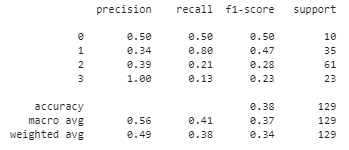 precision recall f1-score support
0 0.50 0.50 0.50 10
1 0.34 0.80 0.47 35
2 0.39 0.21 0.28 61
3 1.00 0.13 0.23 23
accuracy 0.38 129
macro avg 0.56 0.41 0.37 129
weighted avg 0.49 0.38 0.34 129